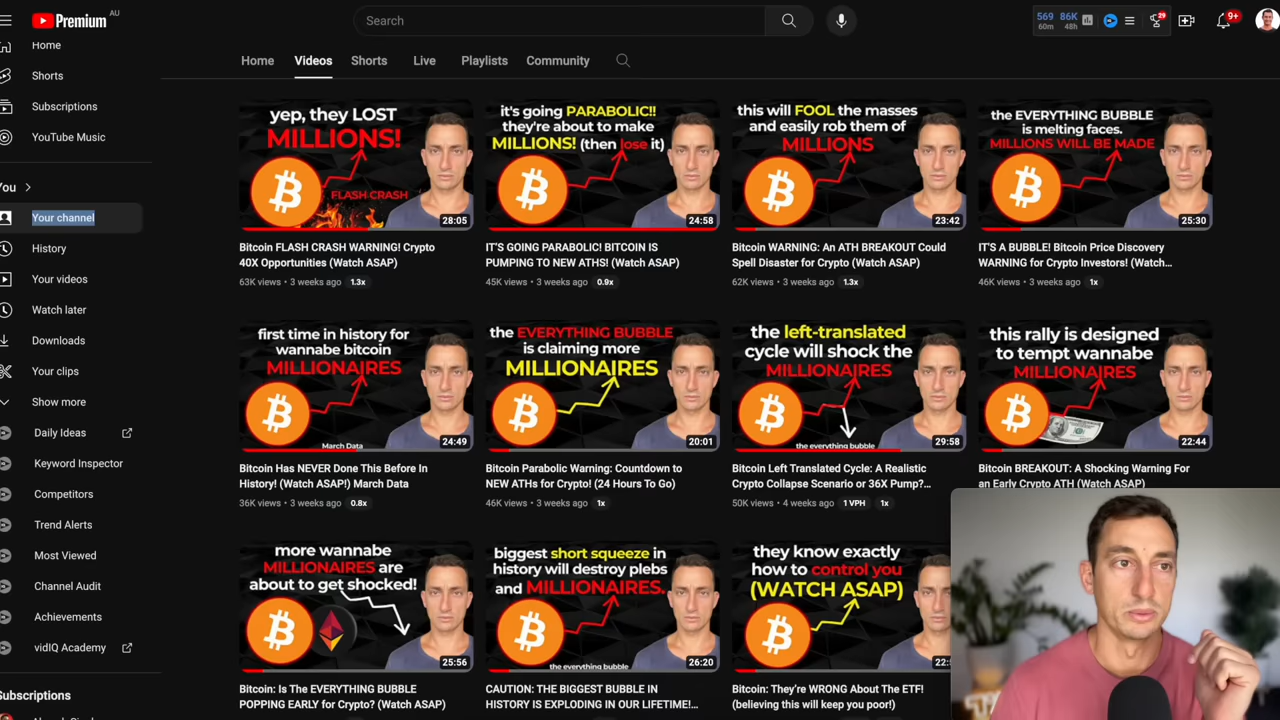 Premium AU
Search
569 86K
60m 48h
29
9+
Home
Shorts
Subscriptions
YouTube Music
You
Your channel
History
Your videos
Watch later
Downloads
Your clips
Show more
Daily Ideas
Keyword Inspector
Competitors
Trend Alerts
Most Viewed
Channel Audit
Achievements
vidIQ Academy
Subscriptions
Home Videos Shorts Live Playlists Community
yep, they LOST
MILLIONS!
FLASH CRASH
28:05
Bitcoin FLASH CRASH WARNING! Crypto
40X Opportunities (Watch ASAP)
63K views • 3 weeks ago 1.3x
it's going PARABOLIC!!
they're about to make
MILLIONS! (then lose it)
24:58
IT'S GOING PARABOLIC! BITCOIN IS
PUMPING TO NEW ATHS! (Watch ASAP)
45K views • 3 weeks ago 0.9x
this will FOOL the masses
and easily rob them of
MILLIONS
23:42
Bitcoin WARNING: An ATH BREAKOUT Could
Spell Disaster for Crypto (Watch ASAP)
62K views • 3 weeks ago 1.3x
the EVERYTHING BUBBLE
is melting faces.
MILLIONS WILL BE MADE
25:30
IT'S A BUBBLE! Bitcoin Price Discovery
WARNING for Crypto Investors! (Watch...
46K views • 3 weeks ago 1x
first time in history for
wannabe bitcoin
MILLIONAIRES
March Data
24:49
Bitcoin Has NEVER Done This Before In
History! (Watch ASAP!) March Data
36K views • 3 weeks ago 0.8x
the EVERYTHING BUBBLE
is claiming more
MILLIONAIRES
20:01
Bitcoin Parabolic Warning: Countdown to
NEW ATHs for Crypto! (24 Hours To Go)
46K views • 3 weeks ago 1x
the left-translated
cycle will shock the
MILLIONAIRES
the everything bubble
29:58
Bitcoin Left Translated Cycle: A Realistic
Crypto Collapse Scenario or 36X Pump?...
50K views • 4 weeks ago 1 VPH 1x
this rally is designed
to tempt wannabe
MILLIONAIRES
22:44
Bitcoin BREAKOUT: A Shocking Warning For
an Early Crypto ATH (Watch ASAP)
more wannabe
MILLIONAIRES are
about to get shocked!
25:56
Bitcoin: Is The EVERYTHING BUBBLE
POPPING EARLY for Crypto? (Watch ASAP)
biggest short squeeze in
history will destroy plebs
and MILLIONAIRES.
the everything bubble
26:20
CAUTION: THE BIGGEST BUBBLE IN
HISTORY IS EXPLODING IN OUR LIFETIME!...
they know exactly
how to control you
(WATCH ASAP)
Bitcoin: They're WRONG About The ETF!
(believing this will keep you poor!)